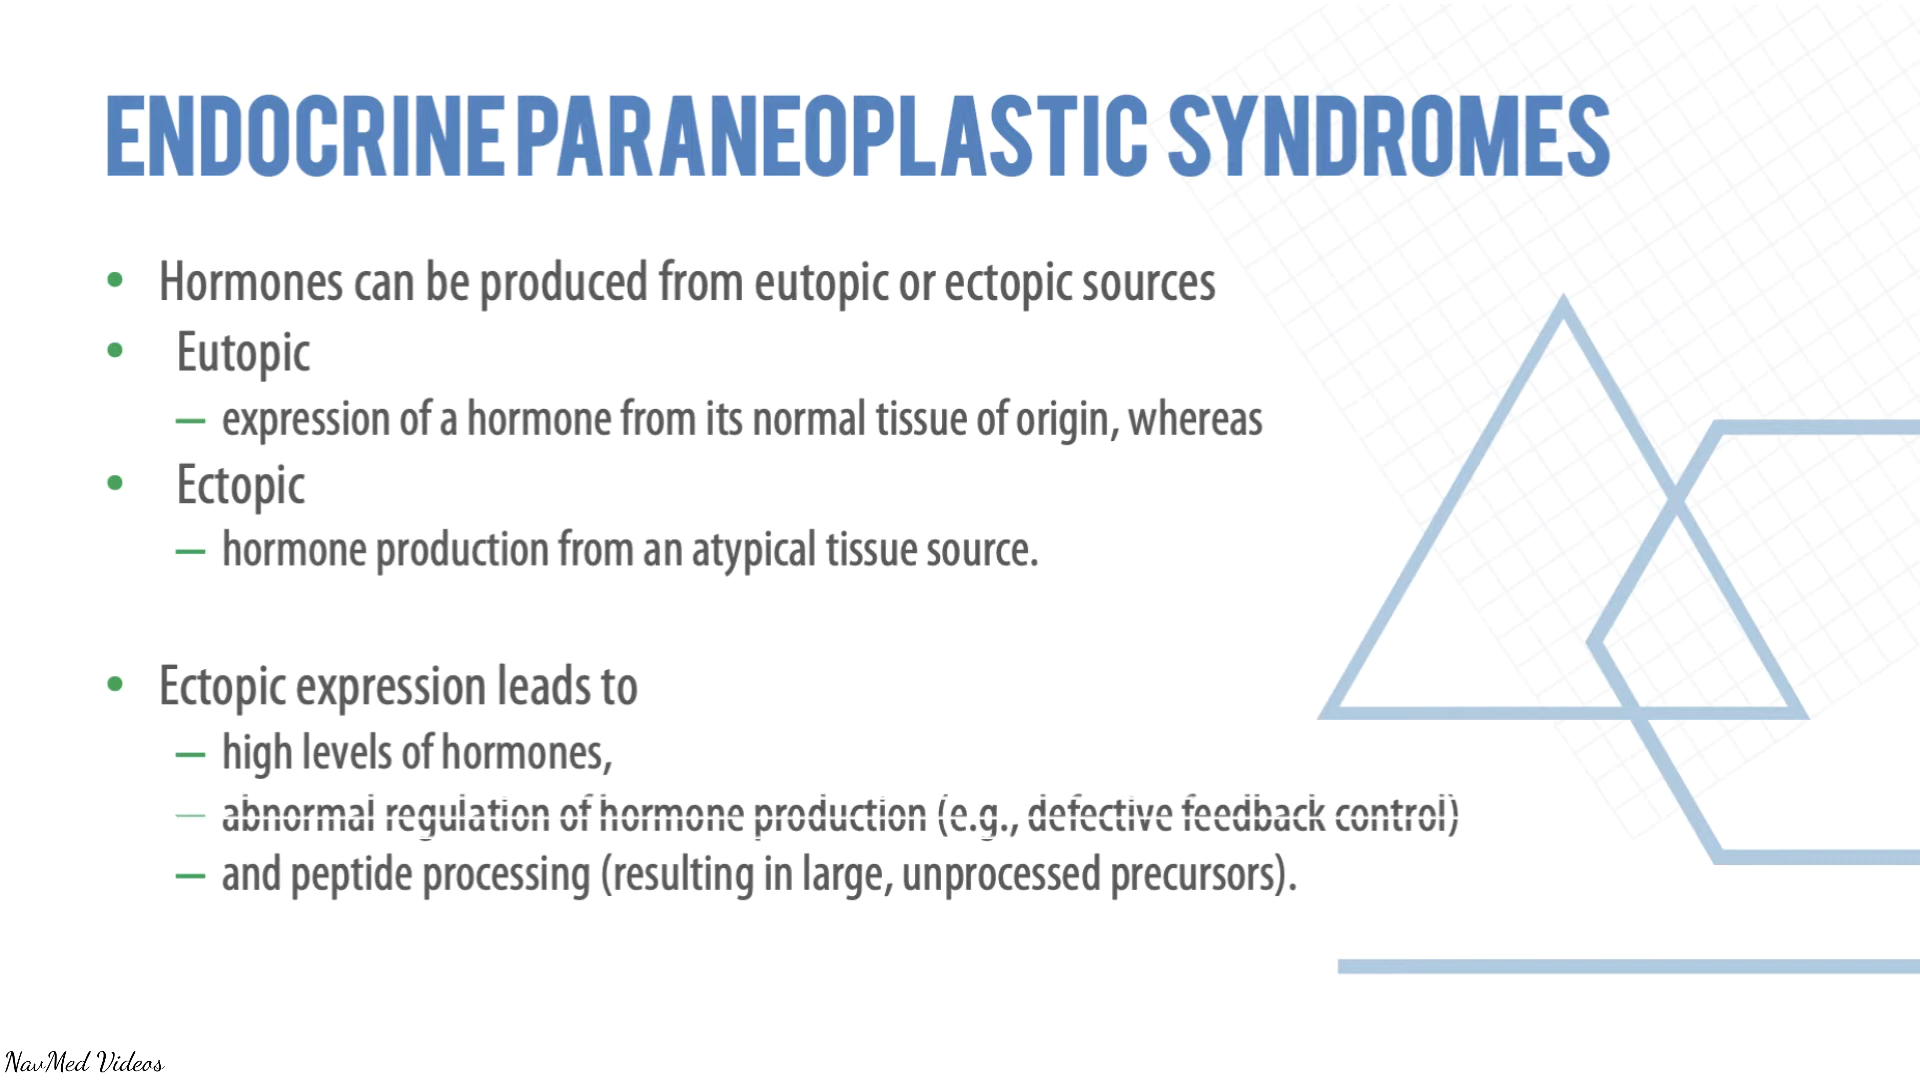 ENDOCRINE PARANEOPLASTIC SYNDROMES
• Hormones can be produced from eutopic or ectopic sources
• Eutopic
– expression of a hormone from its normal tissue of origin, whereas
• Ectopic
– hormone production from an atypical tissue source.
• Ectopic expression leads to
– high levels of hormones,
– abnormal regulation of hormone production (e.g., defective feedback control)
– and peptide processing (resulting in large, unprocessed precursors).
NavMed Videos